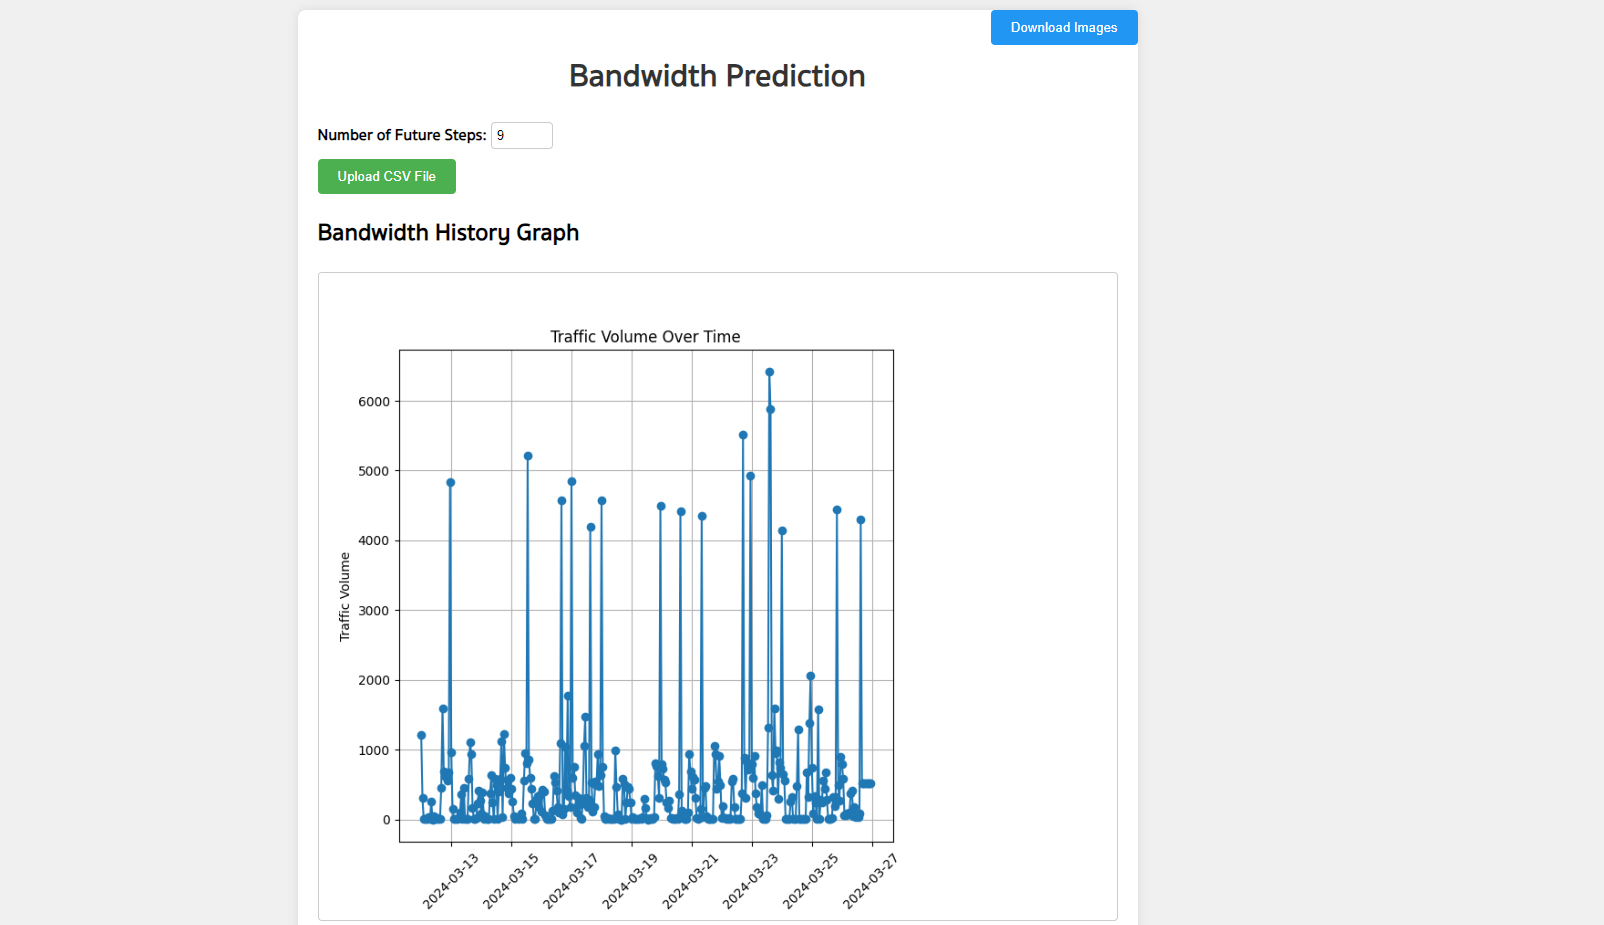 Download Images
Bandwidth Prediction
Number of Future Steps: 9
Upload CSV File
Bandwidth History Graph
Traffic Volume Over Time
6000
5000
4000
3000
2000
1000
0
Traffic Volume
2024-03-13
2024-03-15
2024-03-17
2024-03-19
2024-03-21
2024-03-23
2024-03-25
2024-03-27